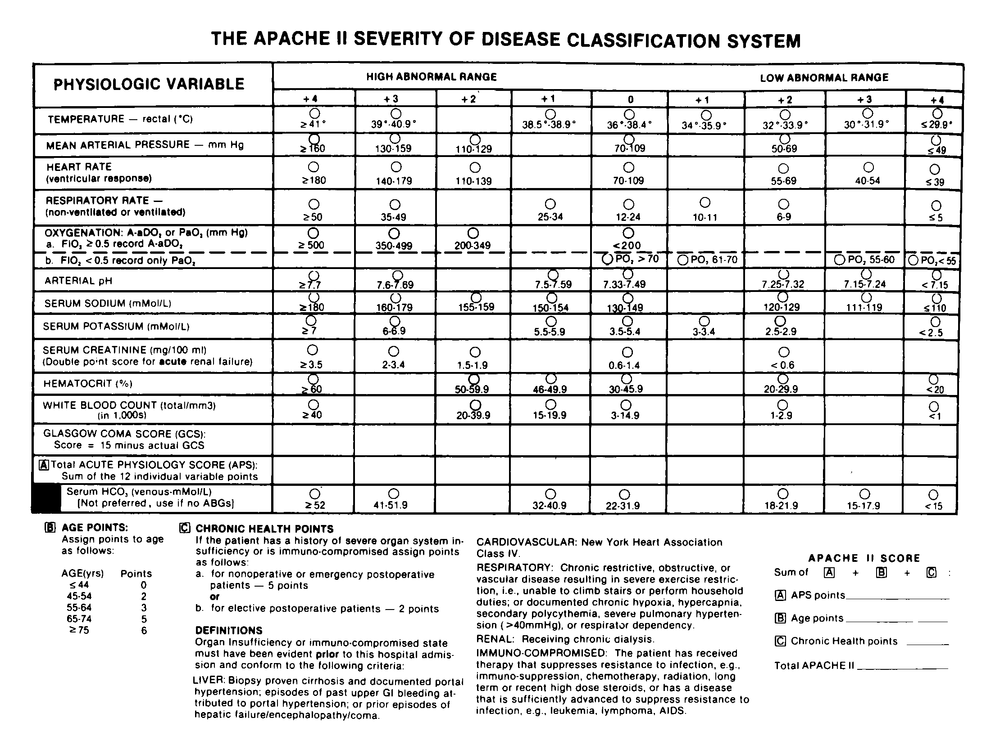 THE APACHE II SEVERITY OF DISEASE CLASSIFICATION SYSTEM
PHYSIOLOGIC VARIABLE
HIGH ABNORMAL RANGE LOW ABNORMAL RANGE
+4 +3 +2 +1 0 +1 +2 +3 +4
TEMPERATURE — rectal (°C)
≥41° 39°-40.9° 38.5°-38.9° 36°-38.4° 34°-35.9° 32°-33.9° 30°-31.9° ≤29.9°
MEAN ARTERIAL PRESSURE — mm Hg
≥160 130-159 110-129 70-109 50-69 ≤49
HEART RATE
(ventricular response)
≥180 140-179 110-139 70-109 55-69 40-54 ≤39
RESPIRATORY RATE —
(non-ventilated or ventilated)
≥50 35-49 25-34 12-24 10-11 6-9 ≤5
OXYGENATION: A-aDO₂ or PaO₂ (mm Hg)
a. FIO₂ ≥0.5 record A-aDO₂
≥500 350-499 200-349 <200
b. FIO₂ <0.5 record only PaO₂
PO₂ >70 PO₂ 61-70 PO₂ 55-60 PO₂<55
ARTERIAL pH
≥7.7 7.6-7.69 7.5-7.59 7.33-7.49 7.25-7.32 7.15-7.24 <7.15
SERUM SODIUM (mMol/L)
≥180 160-179 155-159 150-154 130-149 120-129 111-119 ≤110
SERUM POTASSIUM (mMol/L)
≥7 6-6.9 5.5-5.9 3.5-5.4 3-3.4 2.5-2.9 <2.5
SERUM CREATININE (mg/100 ml)
(Double point score for acute renal failure)
≥3.5 2-3.4 1.5-1.9 0.6-1.4 <0.6
HEMATOCRIT (%)
≥60 50-59.9 46-49.9 30-45.9 20-29.9 <20
WHITE BLOOD COUNT (total/mm3)
(in 1,000s)
≥40 20-39.9 15-19.9 3-14.9 1-2.9 <1
GLASGOW COMA SCORE (GCS):
Score = 15 minus actual GCS
A Total ACUTE PHYSIOLOGY SCORE (APS):
Sum of the 12 individual variable points
Serum HCO₃ (venous-mMol/L)
[Not preferred, use if no ABGs]
≥52 41-51.9 32-40.9 22-31.9 18-21.9 15-17.9 <15
B AGE POINTS:
Assign points to age
as follows:
AGE(yrs) Points
≤44 0
45-54 2
55-64 3
65-74 5
≥75 6
C CHRONIC HEALTH POINTS
If the patient has a history of severe organ system in-
sufficiency or is immuno-compromised assign points
as follows:
a. for nonoperative or emergency postoperative
patients — 5 points
or
b. for elective postoperative patients — 2 points
DEFINITIONS
Organ Insufficiency or immuno-compromised state
must have been evident prior to this hospital admis-
sion and conform to the following criteria:
LIVER: Biopsy proven cirrhosis and documented portal
hypertension; episodes of past upper GI bleeding at-
tributed to portal hypertension; or prior episodes of
hepatic failure/encephalopathy/coma.
CARDIOVASCULAR: New York Heart Association
Class IV.
RESPIRATORY: Chronic restrictive, obstructive, or
vascular disease resulting in severe exercise restric-
tion, i.e., unable to climb stairs or perform household
duties; or documented chronic hypoxia, hypercapnia,
secondary polycythemia, severe pulmonary hyperten-
sion (>40mmHg), or respirator dependency.
RENAL: Receiving chronic dialysis.
IMMUNO-COMPROMISED: The patient has received
therapy that suppresses resistance to infection, e.g.,
immuno-suppression, chemotherapy, radiation, long
term or recent high dose steroids, or has a disease
that is sufficiently advanced to suppress resistance to
infection, e.g., leukemia, lymphoma, AIDS.
APACHE II SCORE
Sum of A + B + C :
A APS points
B Age points
C Chronic Health points
Total APACHE II